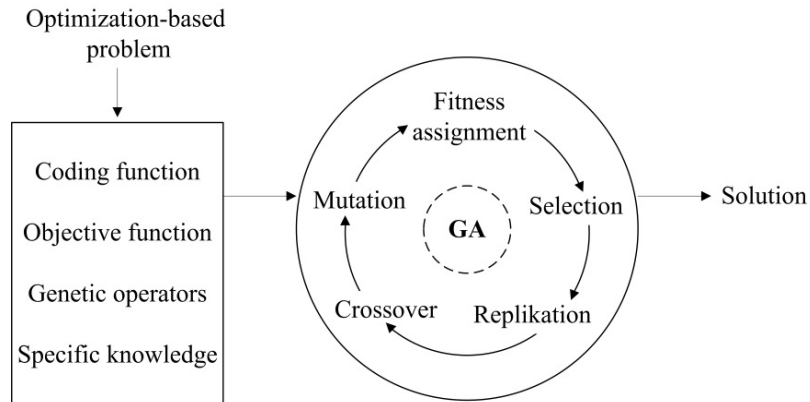 Optimization-based
problem
Coding function
Objective function
Genetic operators
Specific knowledge
Fitness
assignment
Mutation
Selection
GA
Crossover
Replikation
Solution